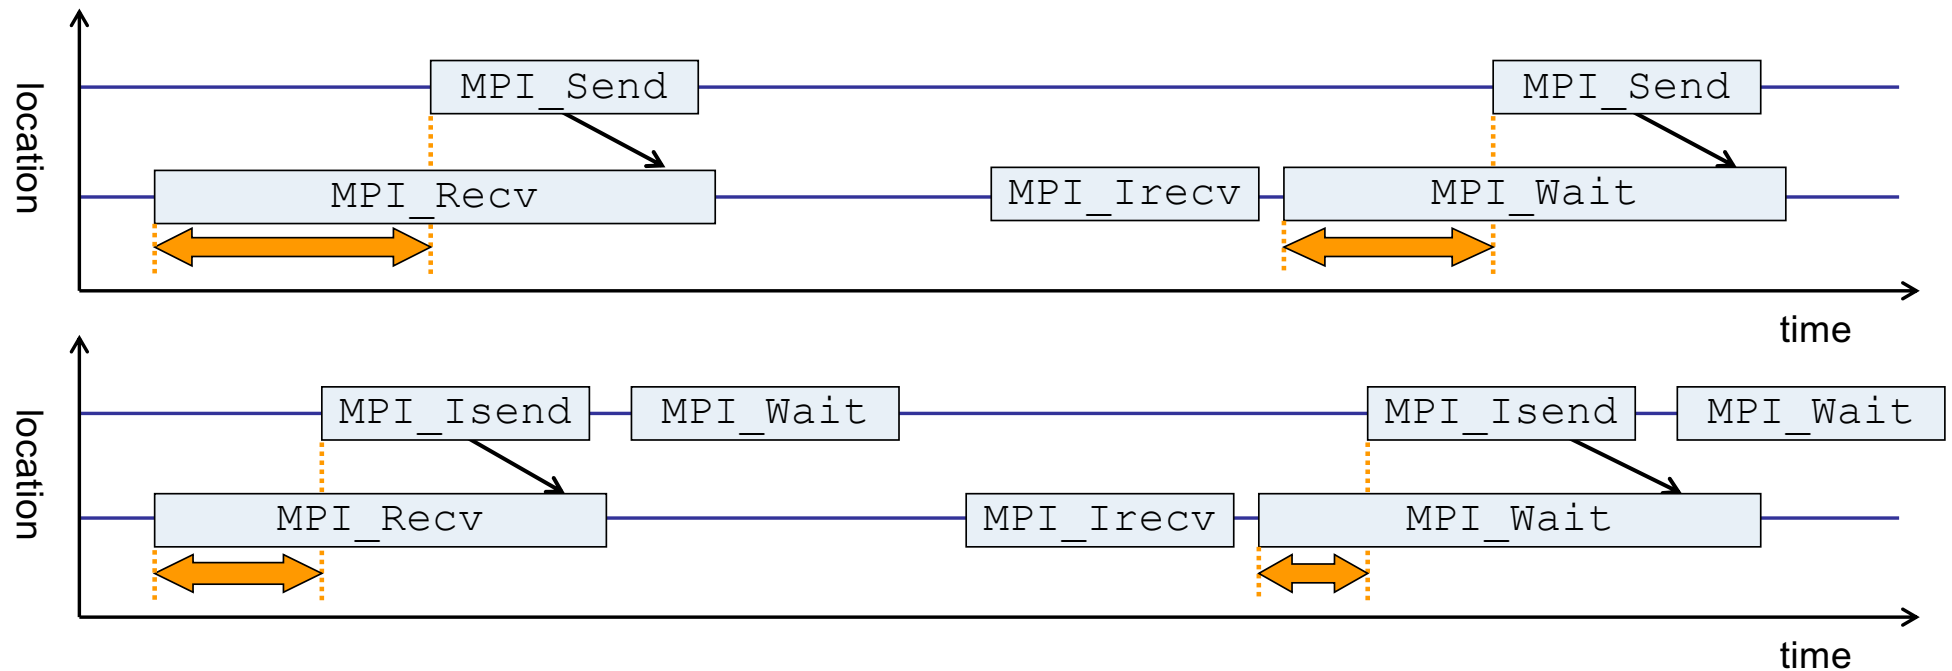 location
MPI_Send
MPI_Send
MPI_Recv
MPI_Irecv
MPI_Wait
time
location
MPI_Isend
MPI_Wait
MPI_Isend
MPI_Wait
MPI_Recv
MPI_Irecv
MPI_Wait
time